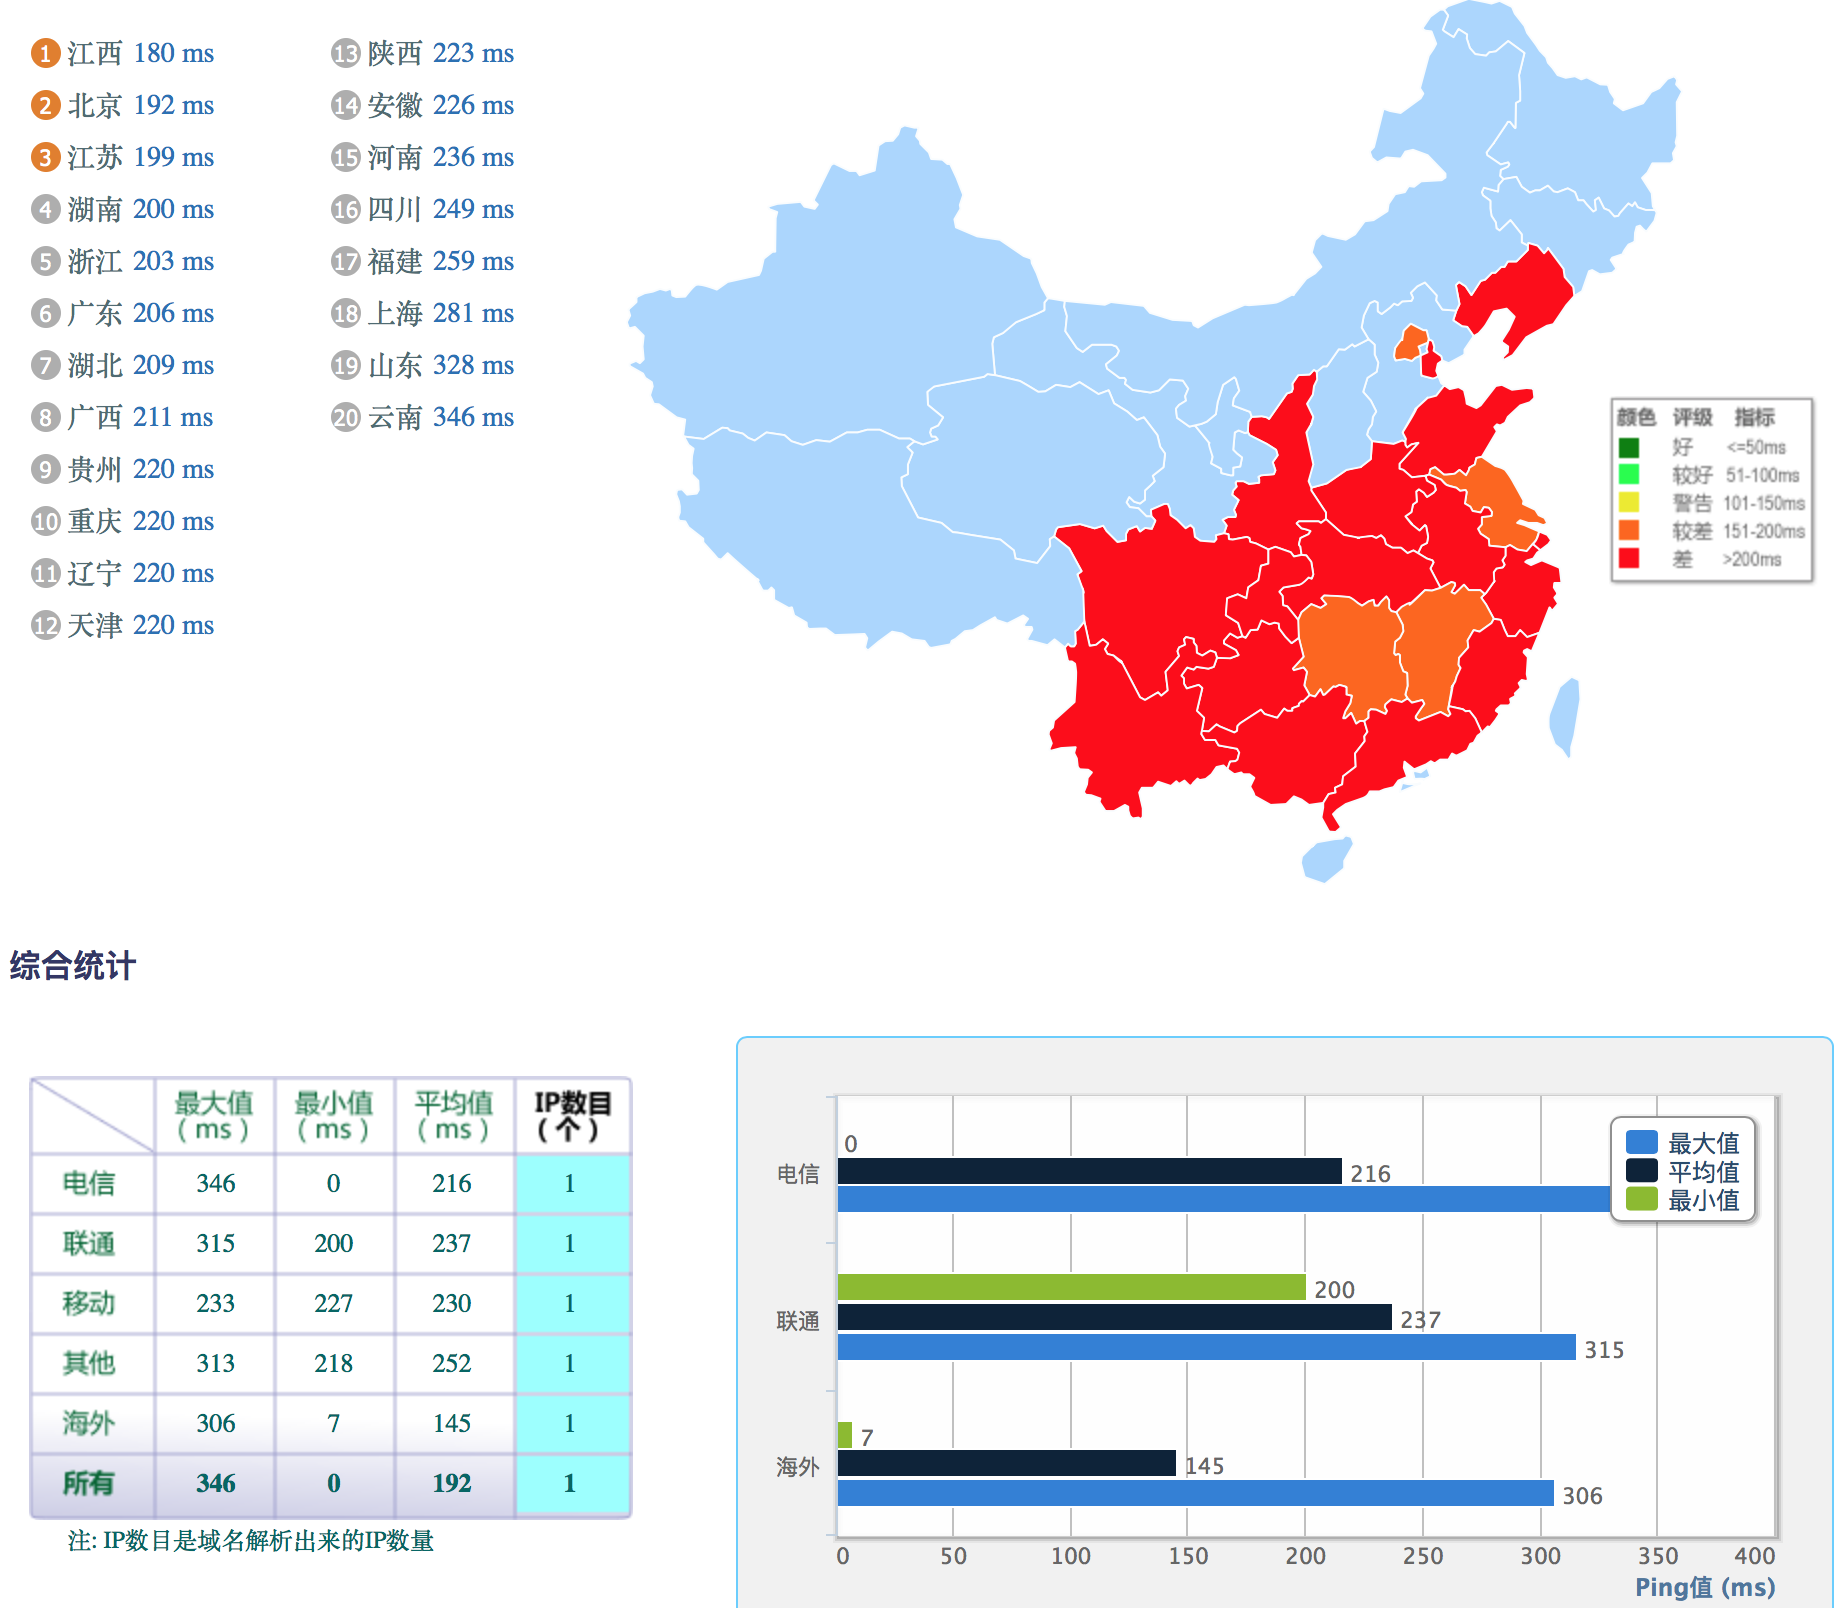 1 江西 180 ms
2 北京 192 ms
3 江苏 199 ms
4 湖南 200 ms
5 浙江 203 ms
6 广东 206 ms
7 湖北 209 ms
8 广西 211 ms
9 贵州 220 ms
10 重庆 220 ms
11 辽宁 220 ms
12 天津 220 ms
13 陕西 223 ms
14 安徽 226 ms
15 河南 236 ms
16 四川 249 ms
17 福建 259 ms
18 上海 281 ms
19 山东 328 ms
20 云南 346 ms
颜色 评级 指标
好 <=50ms
较好 51-100ms
警告 101-150ms
较差 151-200ms
差 >200ms
综合统计
最大值 (ms) 最小值 (ms) 平均值 (ms) IP数目 (个)
电信 346 0 216 1
联通 315 200 237 1
移动 233 227 230 1
其他 313 218 252 1
海外 306 7 145 1
所有 346 0 192 1
注: IP数目是域名解析出来的IP数量
最大值
平均值
最小值
电信 0 216
联通 200 237 315
海外 7 145 306
0 50 100 150 200 250 300 350 400
Ping值 (ms)